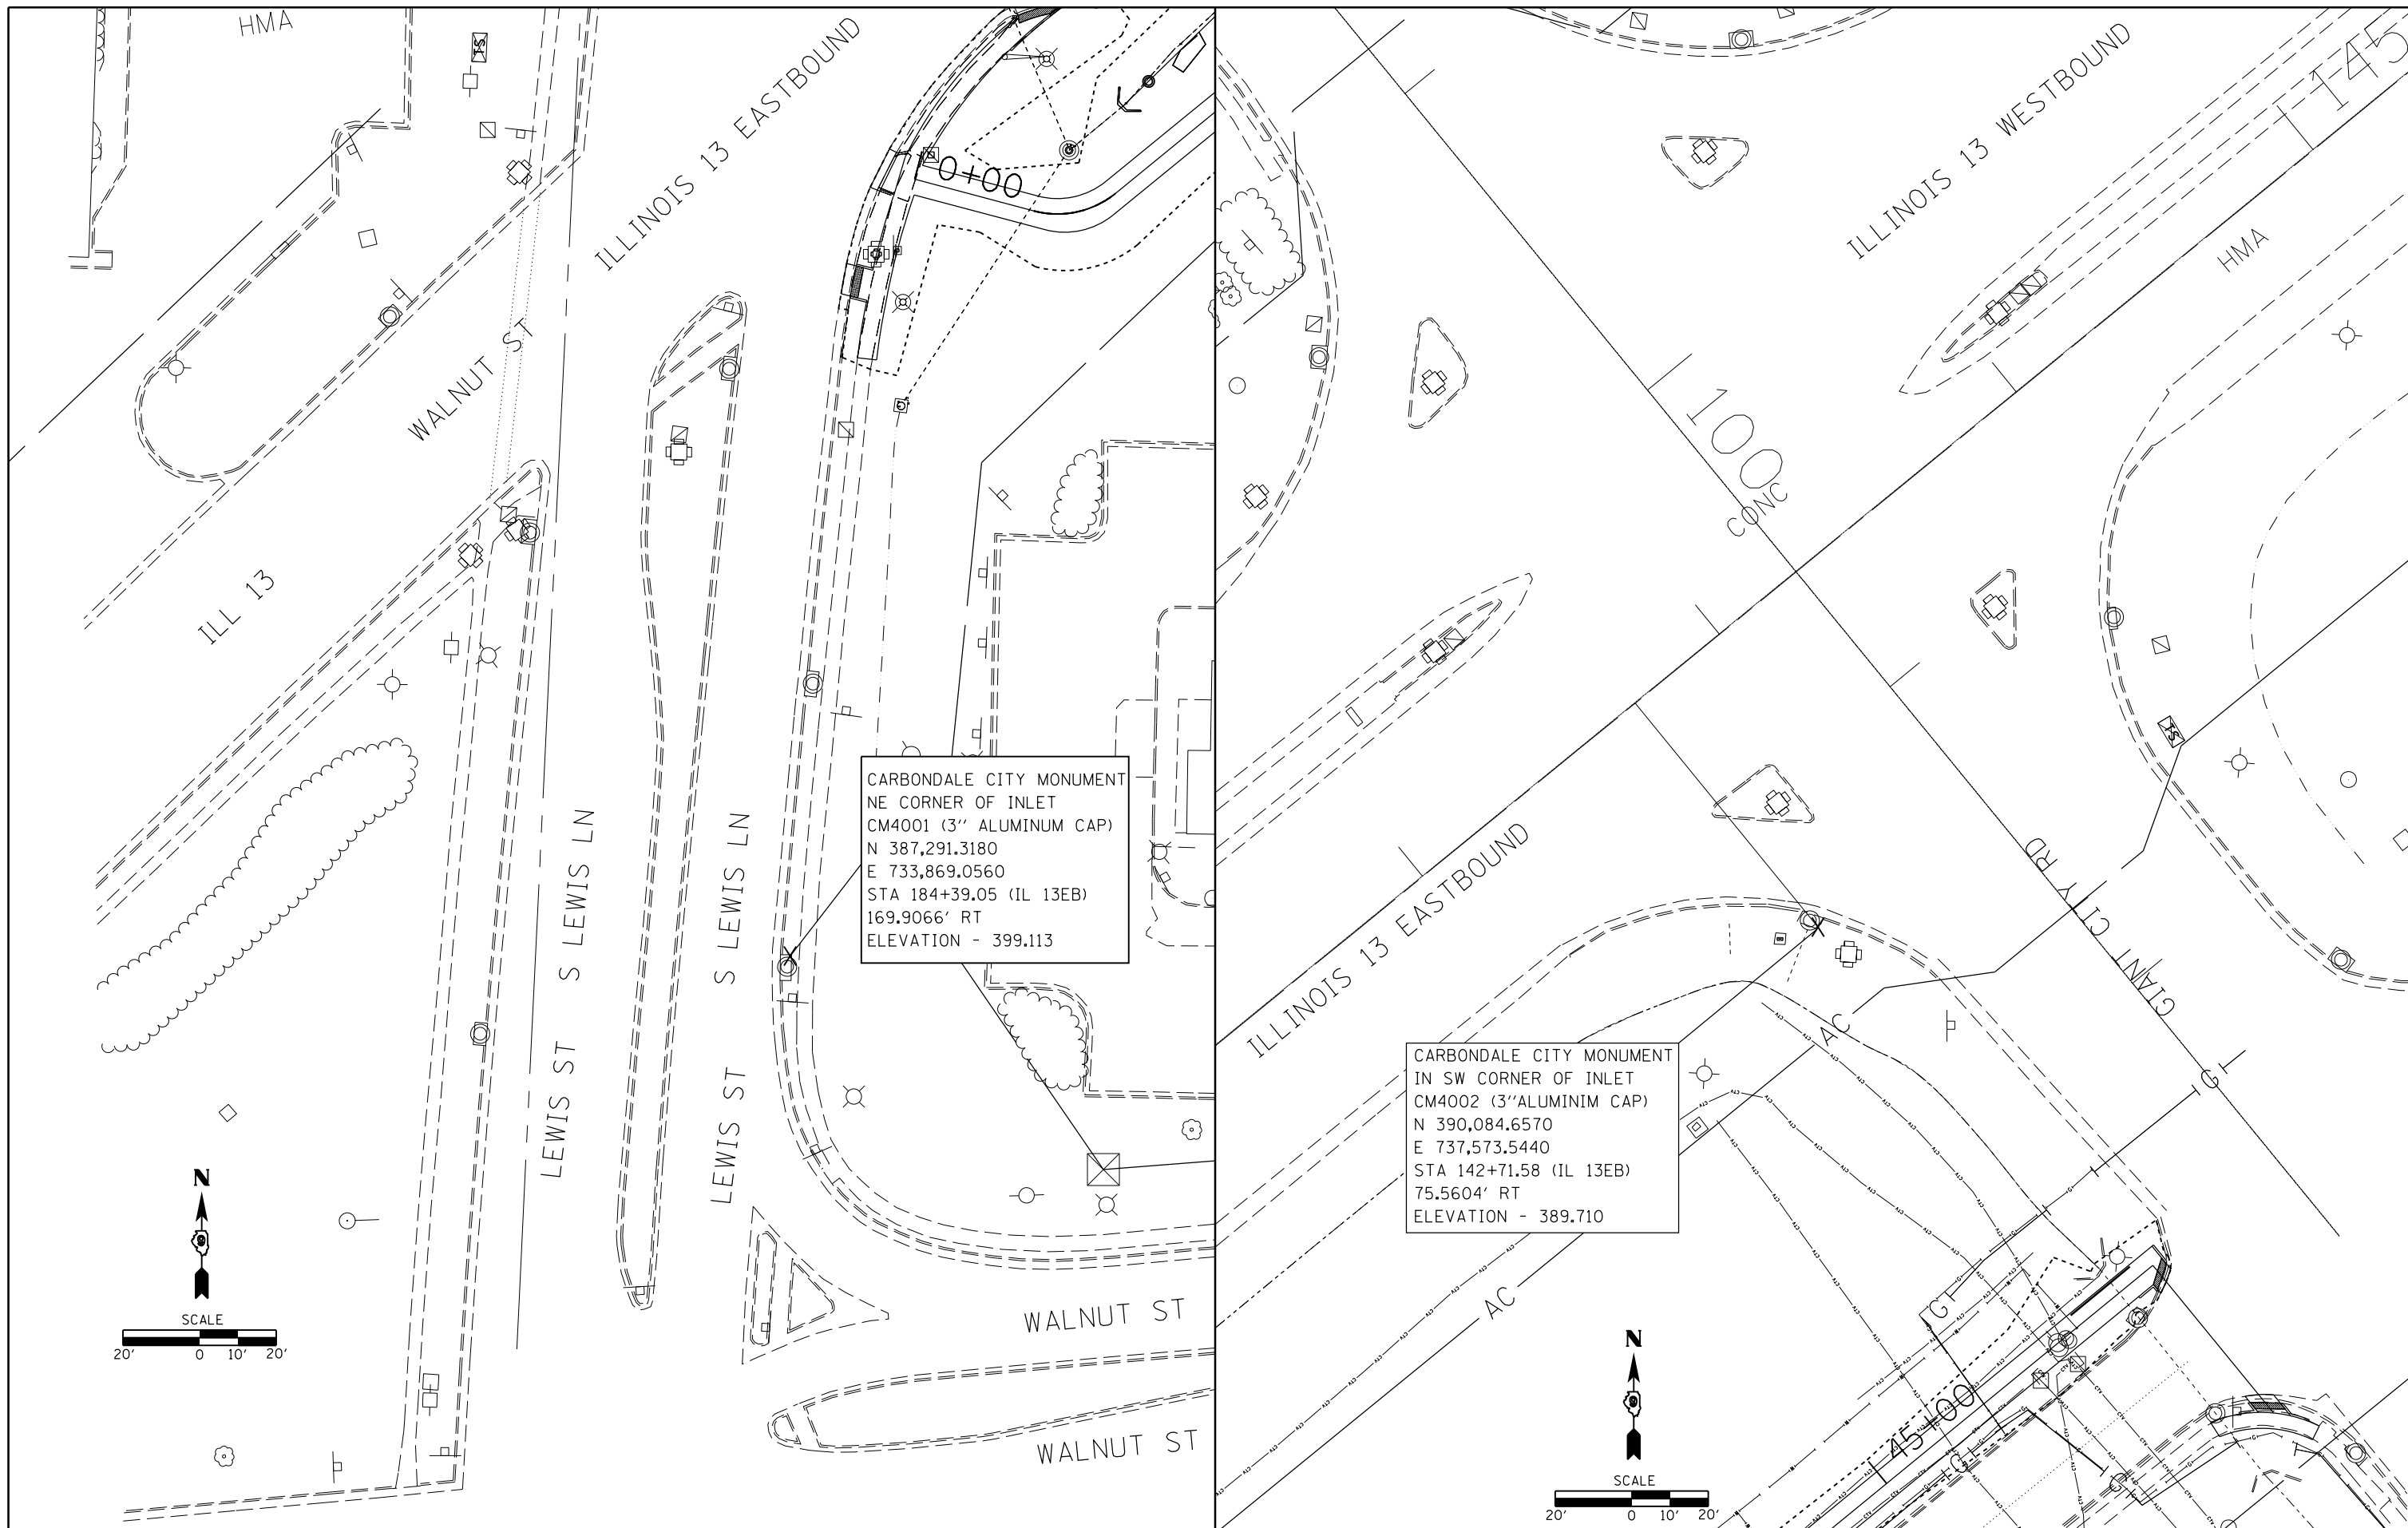 HMA
ILLINOIS 13 EASTBOUND
0+00
WALNUT ST
ILL 13
S LEWIS LN
LEWIS ST
S LEWIS LN
LEWIS ST
CARBONDALE CITY MONUMENT
NE CORNER OF INLET
CM4001 (3'' ALUMINUM CAP)
N 387,291.3180
E 733,869.0560
STA 184+39.05 (IL 13EB)
169.9066' RT
ELEVATION - 399.113
WALNUT ST
WALNUT ST
N
SCALE
20' 0 10' 20'
ILLINOIS 13 WESTBOUND
145
HMA
100
CONC
ILLINOIS 13 EASTBOUND
GIANT CITY RD
AC
AC
G
G
CARBONDALE CITY MONUMENT
IN SW CORNER OF INLET
CM4002 (3''ALUMINIM CAP)
N 390,084.6570
E 737,573.5440
STA 142+71.58 (IL 13EB)
75.5604' RT
ELEVATION - 389.710
45+00
N
SCALE
20' 0 10' 20'